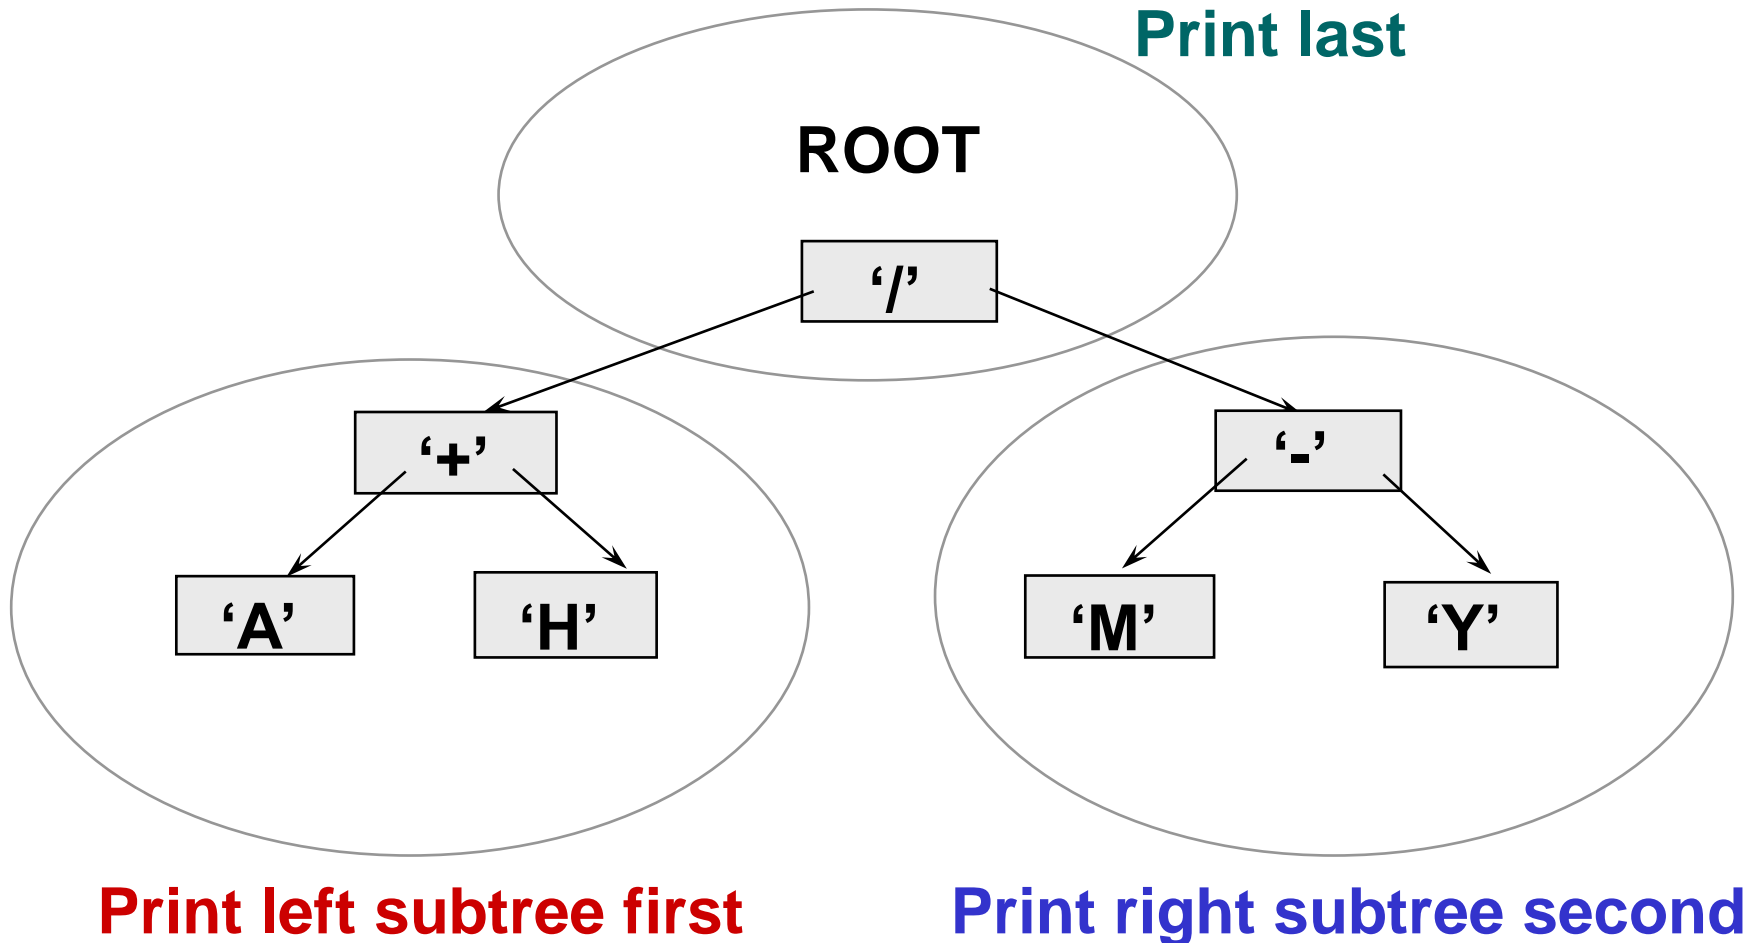 Print last
ROOT
‘/’
‘+’
‘-’
‘A’
‘H’
‘M’
‘Y’
Print left subtree first
Print right subtree second